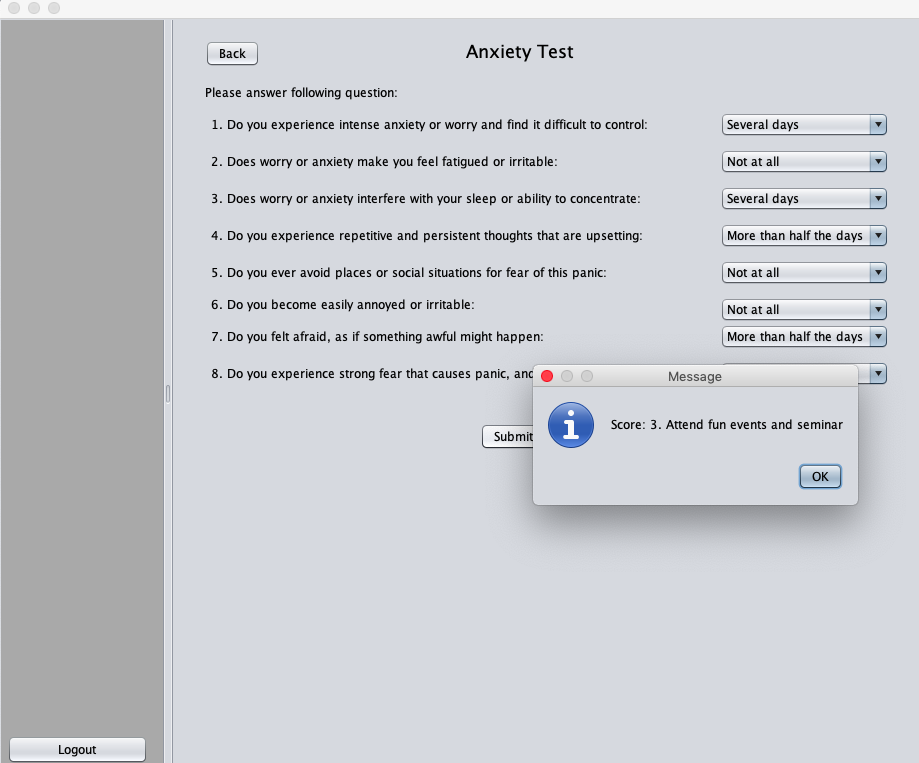 Back
Anxiety Test
Please answer following question:
1. Do you experience intense anxiety or worry and find it difficult to control:
Several days
2. Does worry or anxiety make you feel fatigued or irritable:
Not at all
3. Does worry or anxiety interfere with your sleep or ability to concentrate:
Several days
4. Do you experience repetitive and persistent thoughts that are upsetting:
More than half the days
5. Do you ever avoid places or social situations for fear of this panic:
Not at all
6. Do you become easily annoyed or irritable:
Not at all
7. Do you felt afraid, as if something awful might happen:
More than half the days
8. Do you experience strong fear that causes panic, and
Message
Score: 3. Attend fun events and seminar
Submit
OK
Logout